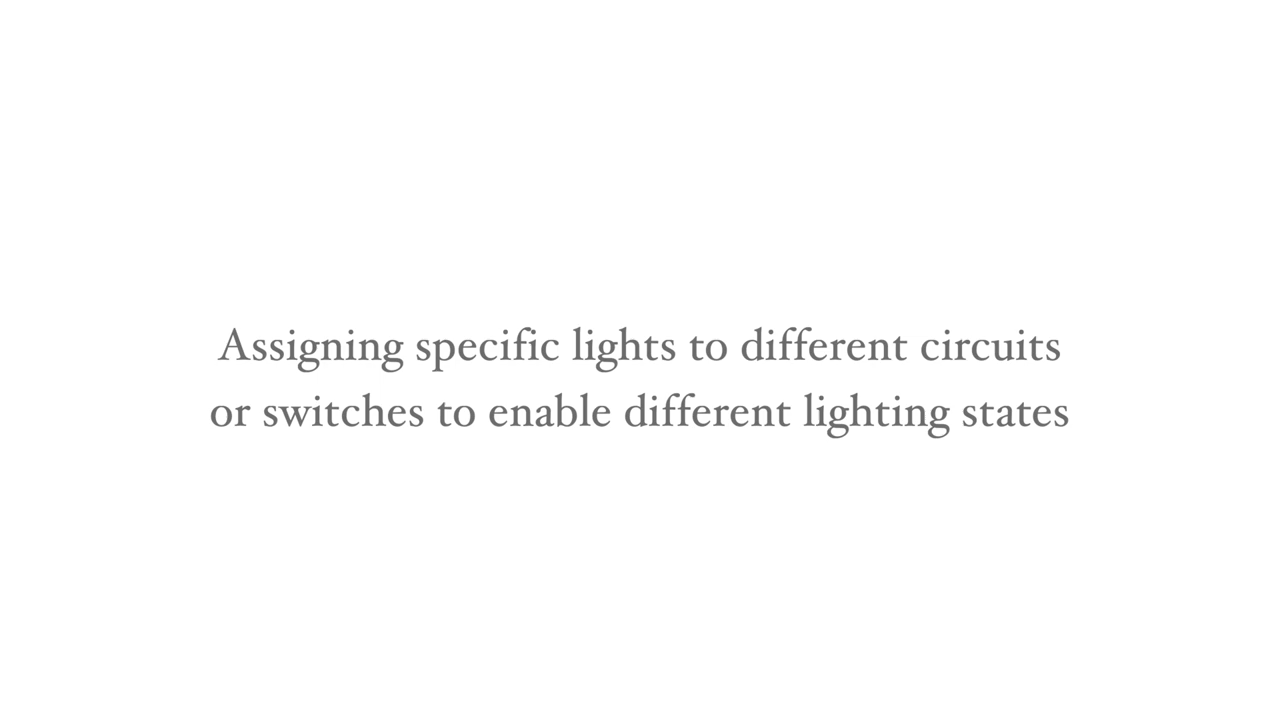 Assigning specific lights to different circuits
or switches to enable different lighting states